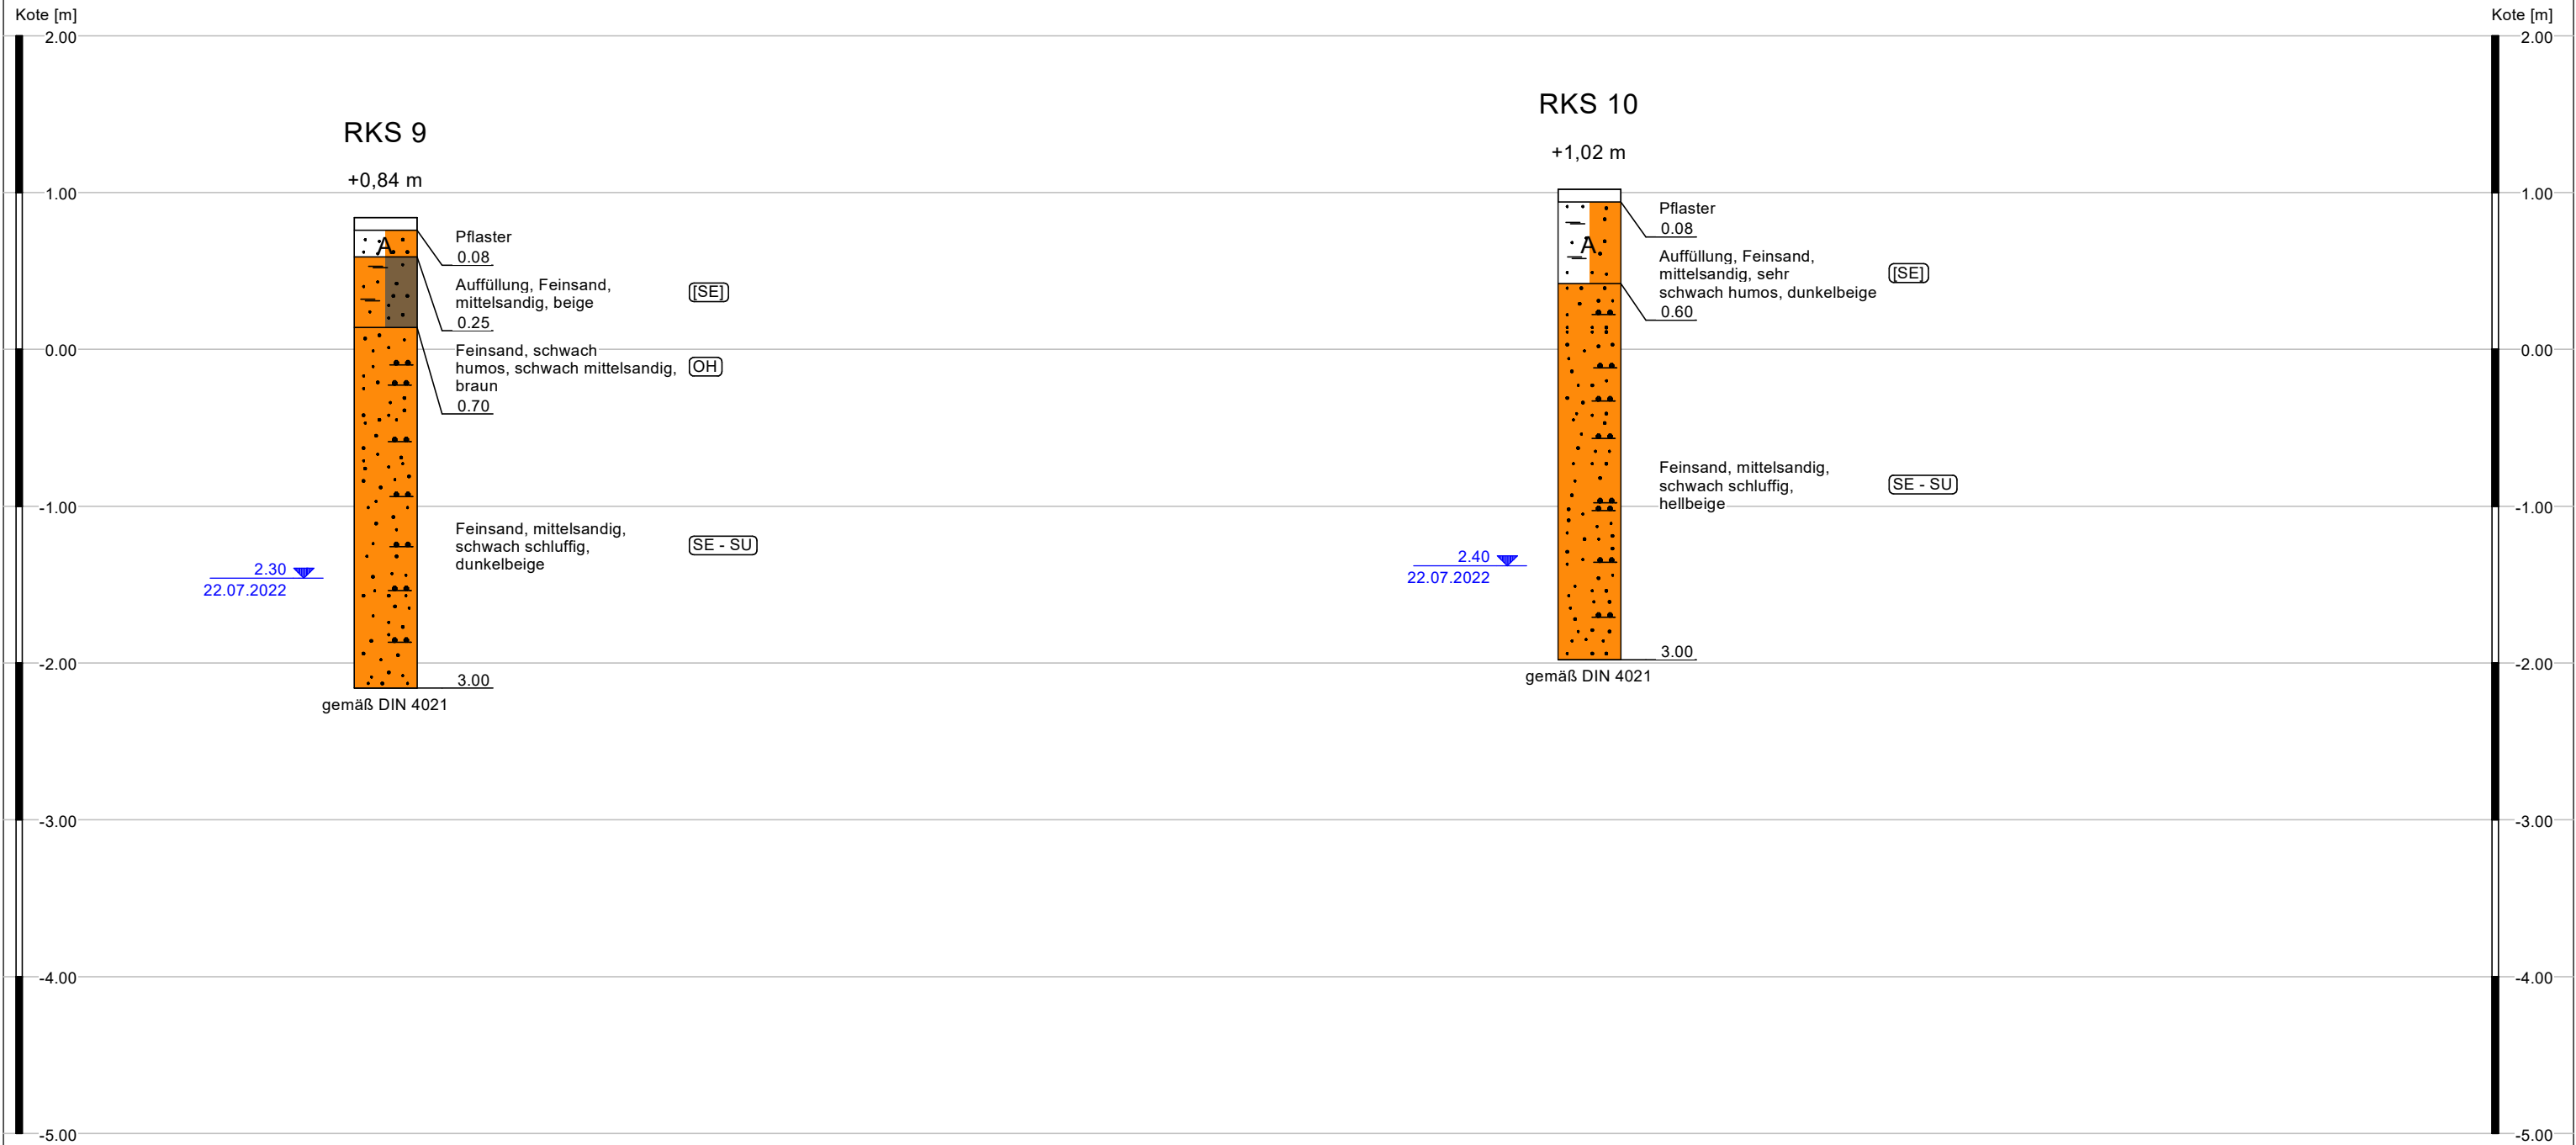 Kote [m]
2.00
1.00
0.00
-1.00
-2.00
-3.00
-4.00
-5.00
RKS 9
+0,84 m
A
Pflaster
0.08
Auffüllung, Feinsand,
mittelsandig, beige
[SE]
0.25
Feinsand, schwach
humos, schwach mittelsandig,
braun
OH
0.70
Feinsand, mittelsandig,
schwach schluffig,
dunkelbeige
SE - SU
2.30
22.07.2022
3.00
gemäß DIN 4021
RKS 10
+1,02 m
A
Pflaster
0.08
Auffüllung, Feinsand,
mittelsandig, sehr
schwach humos, dunkelbeige
[SE]
0.60
Feinsand, mittelsandig,
schwach schluffig,
hellbeige
SE - SU
2.40
22.07.2022
3.00
gemäß DIN 4021
Kote [m]
2.00
1.00
0.00
-1.00
-2.00
-3.00
-4.00
-5.00